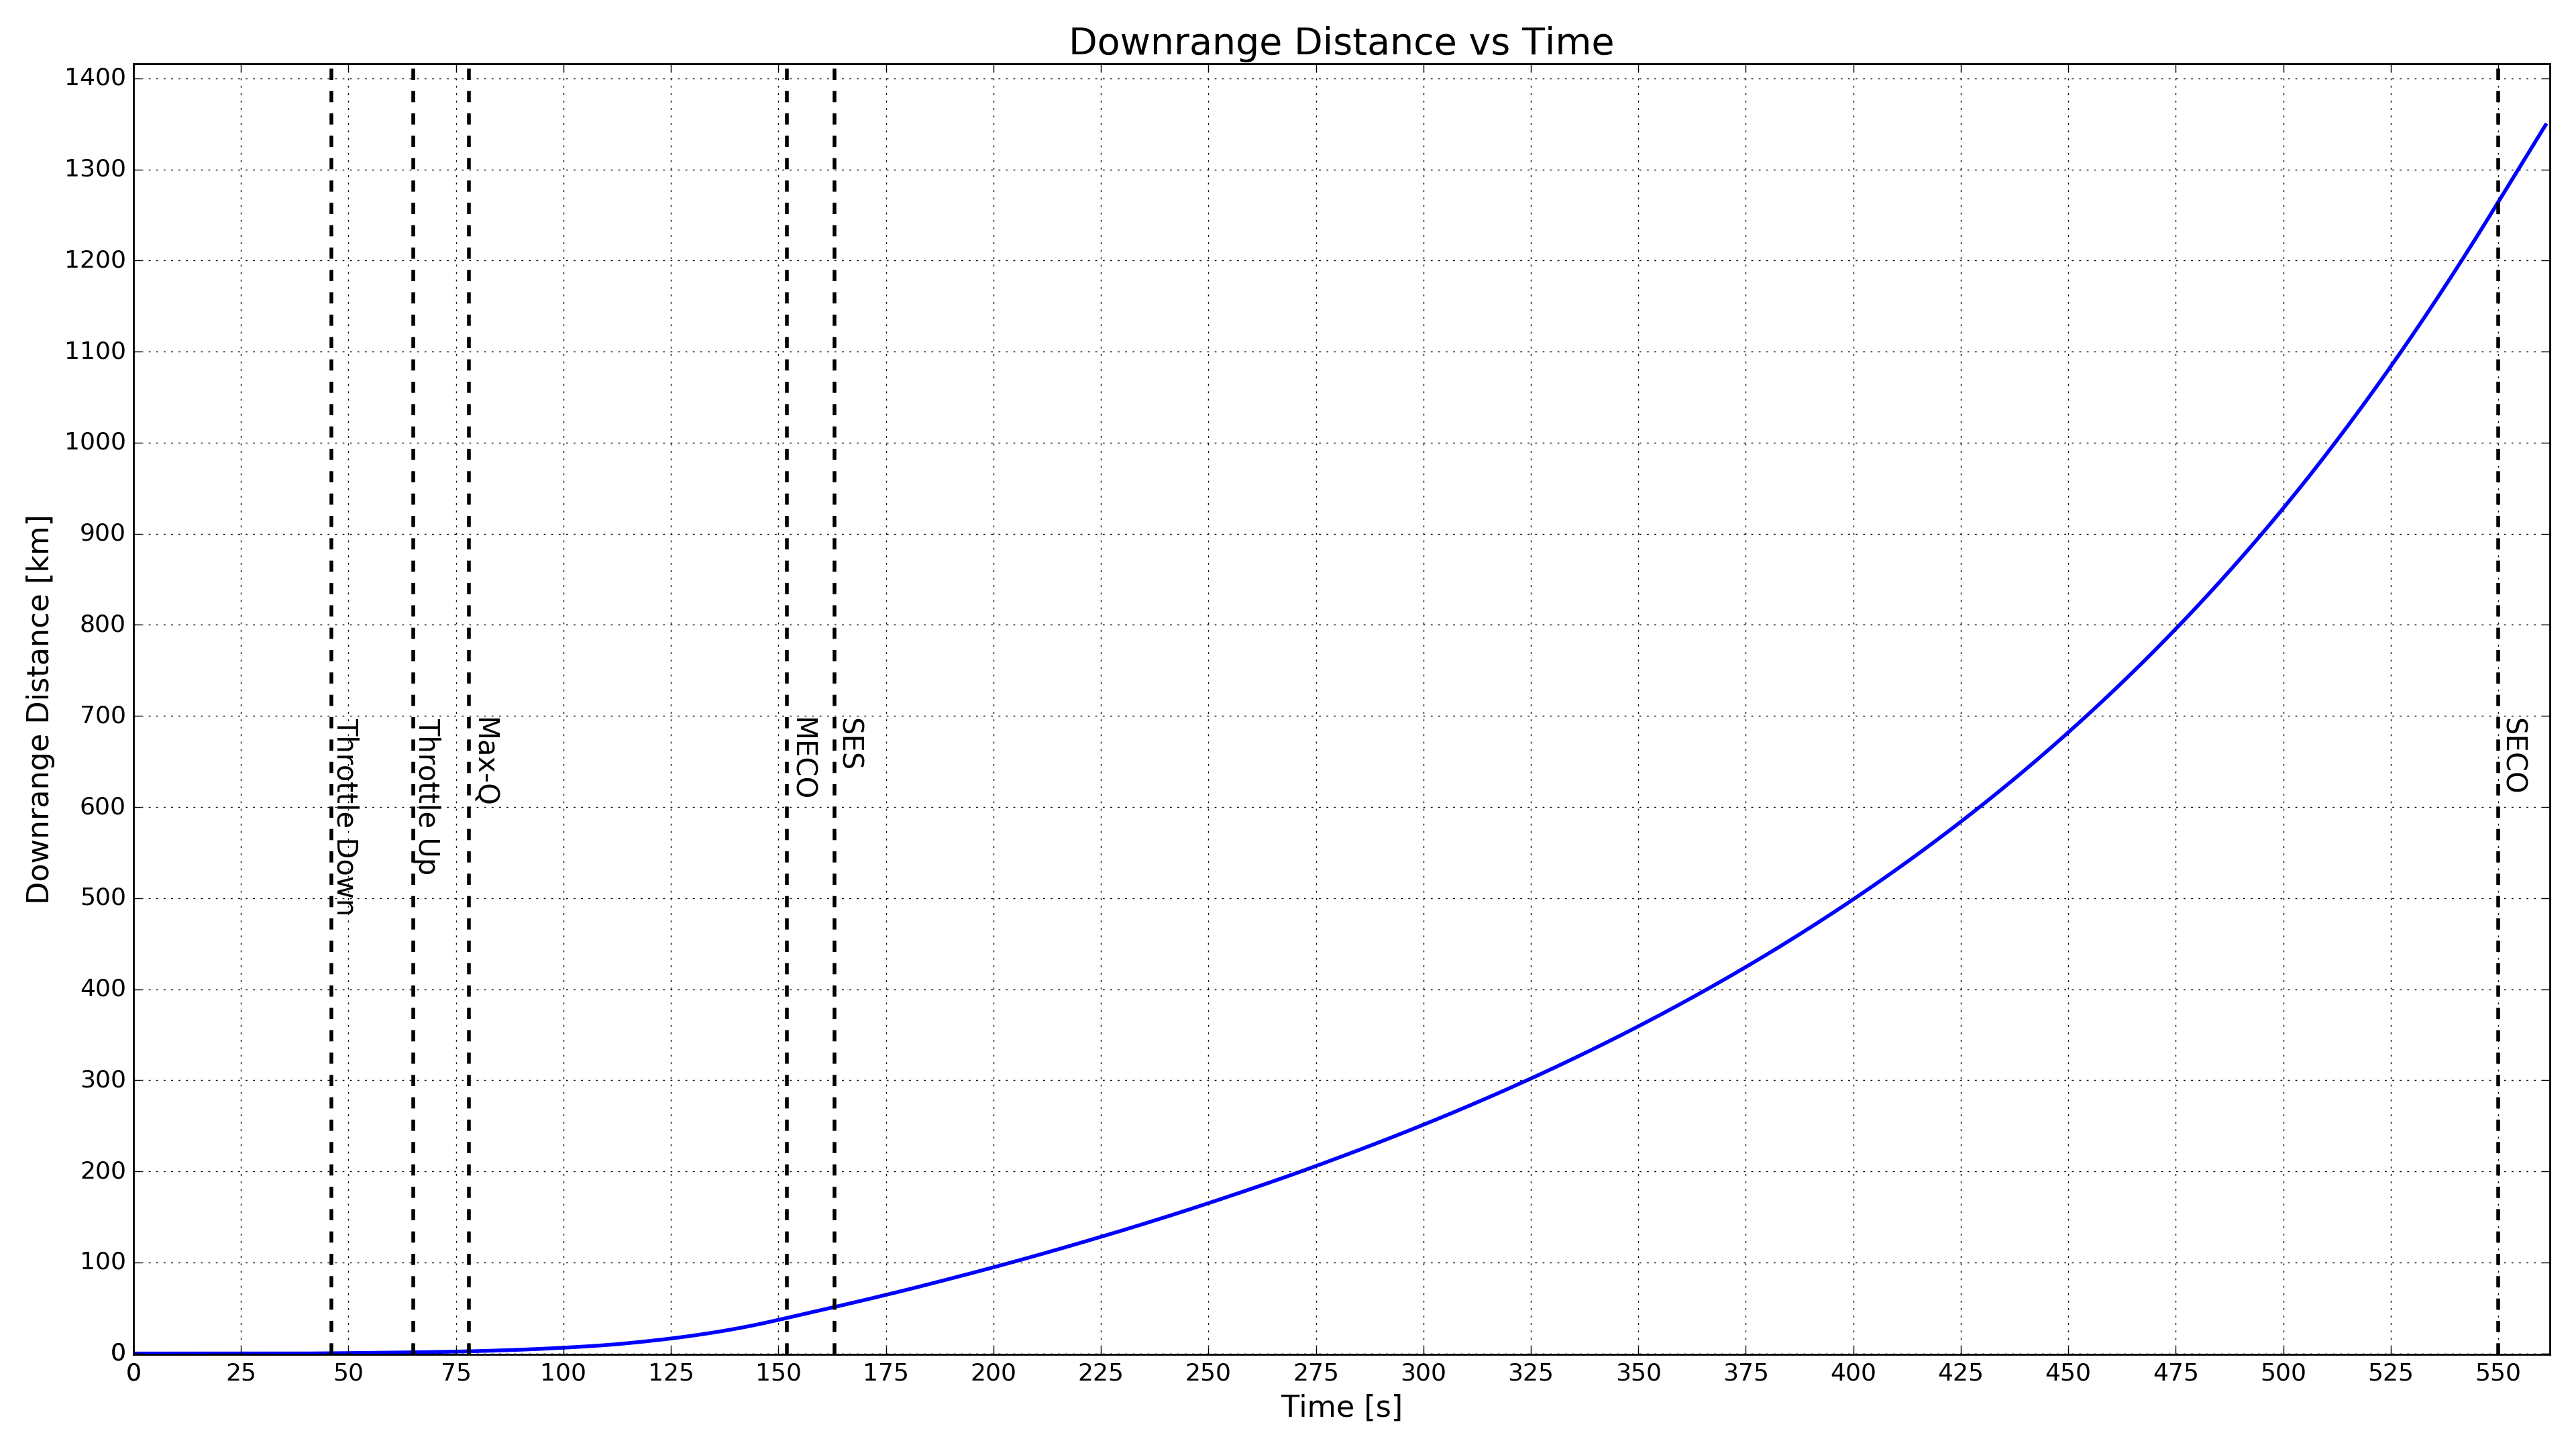 Downrange Distance vs Time
Downrange Distance [km]
1400
1300
1200
1100
1000
900
800
700
600
500
400
300
200
100
0
Throttle Down
Throttle Up
Max-Q
MECO
SES
SECO
0 25 50 75 100 125 150 175 200 225 250 275 300 325 350 375 400 425 450 475 500 525 550
Time [s]